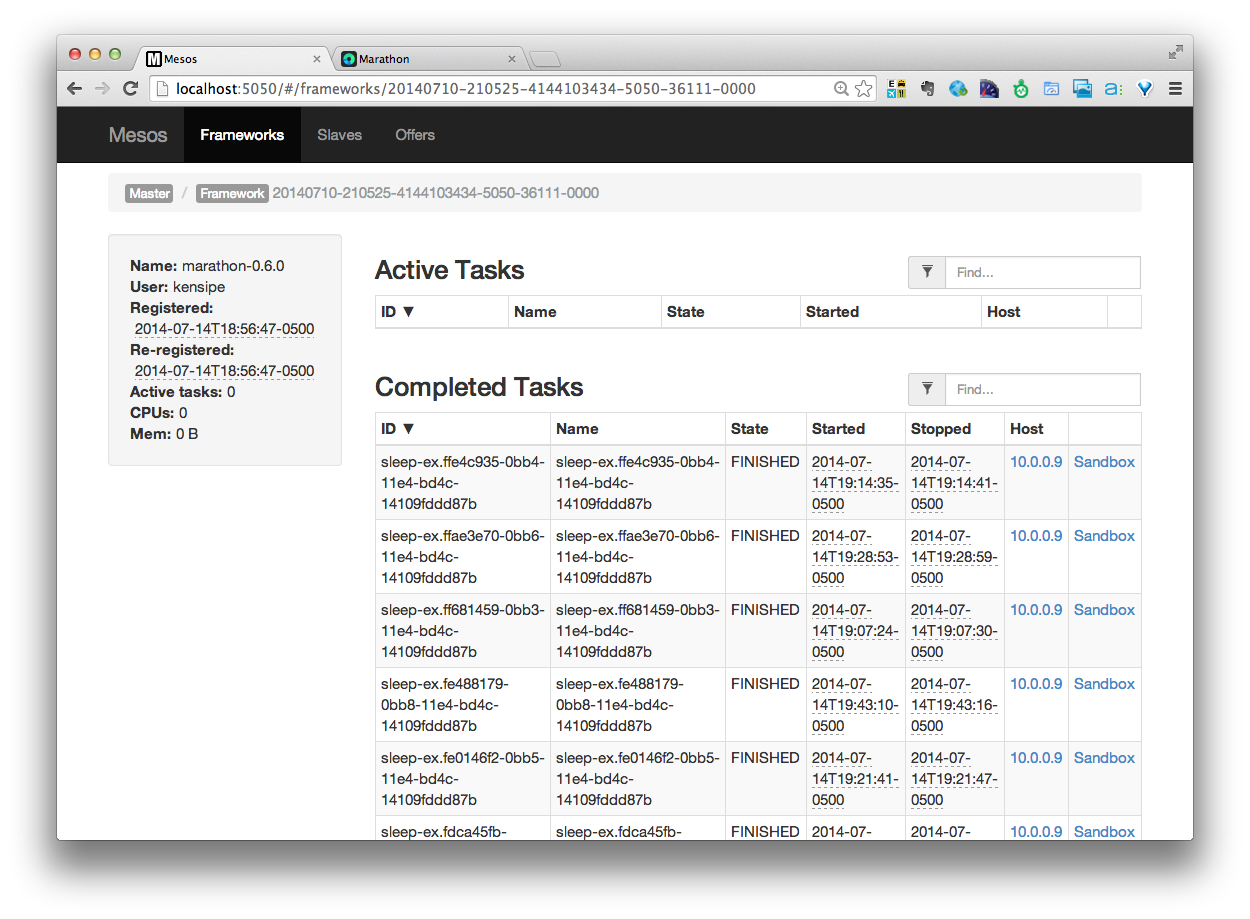 Mesos
Marathon
localhost:5050/#/frameworks/20140710-210525-4144103434-5050-36111-0000
Mesos Frameworks Slaves Offers
Master / Framework 20140710-210525-4144103434-5050-36111-0000
Name: marathon-0.6.0
User: kensipe
Registered:
2014-07-14T18:56:47-0500
Re-registered:
2014-07-14T18:56:47-0500
Active tasks: 0
CPUs: 0
Mem: 0 B
Active Tasks
Find...
ID ▼ Name State Started Host
Completed Tasks
Find...
ID ▼ Name State Started Stopped Host
sleep-ex.ffe4c935-0bb4- sleep-ex.ffe4c935-0bb4- FINISHED 2014-07- 2014-07- 10.0.0.9 Sandbox
11e4-bd4c- 11e4-bd4c- 14T19:14:35- 14T19:14:41-
14109fddd87b 14109fddd87b 0500 0500
sleep-ex.ffae3e70-0bb6- sleep-ex.ffae3e70-0bb6- FINISHED 2014-07- 2014-07- 10.0.0.9 Sandbox
11e4-bd4c- 11e4-bd4c- 14T19:28:53- 14T19:28:59-
14109fddd87b 14109fddd87b 0500 0500
sleep-ex.ff681459-0bb3- sleep-ex.ff681459-0bb3- FINISHED 2014-07- 2014-07- 10.0.0.9 Sandbox
11e4-bd4c- 11e4-bd4c- 14T19:07:24- 14T19:07:30-
14109fddd87b 14109fddd87b 0500 0500
sleep-ex.fe488179- sleep-ex.fe488179- FINISHED 2014-07- 2014-07- 10.0.0.9 Sandbox
0bb8-11e4-bd4c- 0bb8-11e4-bd4c- 14T19:43:10- 14T19:43:16-
14109fddd87b 14109fddd87b 0500 0500
sleep-ex.fe0146f2-0bb5- sleep-ex.fe0146f2-0bb5- FINISHED 2014-07- 2014-07- 10.0.0.9 Sandbox
11e4-bd4c- 11e4-bd4c- 14T19:21:41- 14T19:21:47-
14109fddd87b 14109fddd87b 0500 0500
sleep-ex.fdca45fb- sleep-ex.fdca45fb- FINISHED 2014-07- 2014-07- 10.0.0.9 Sandbox